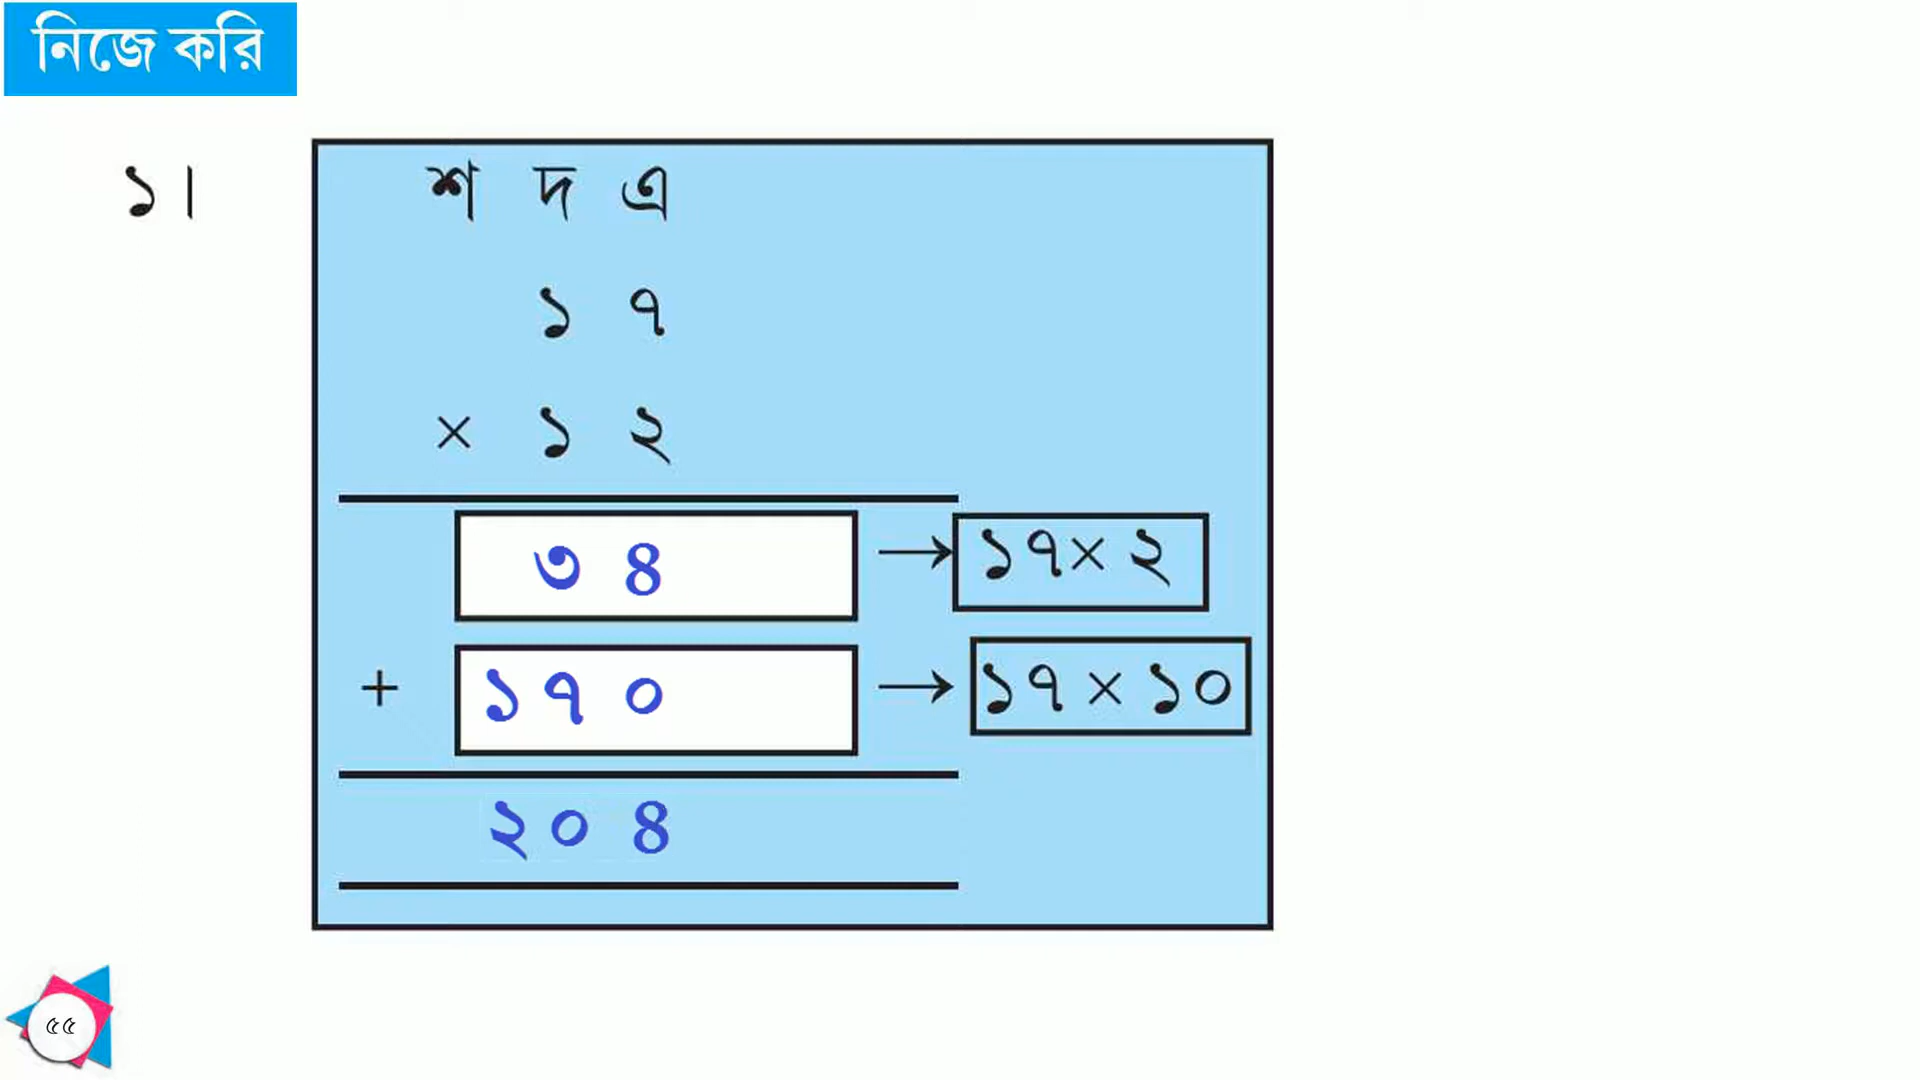 নিজে করি
১। শ দ এ
১ ৭
× ১ ২
৩ ৪ → ১৭ × ২
+ ১ ৭ ০ → ১৭ × ১০
২ ০ ৪
৫৫